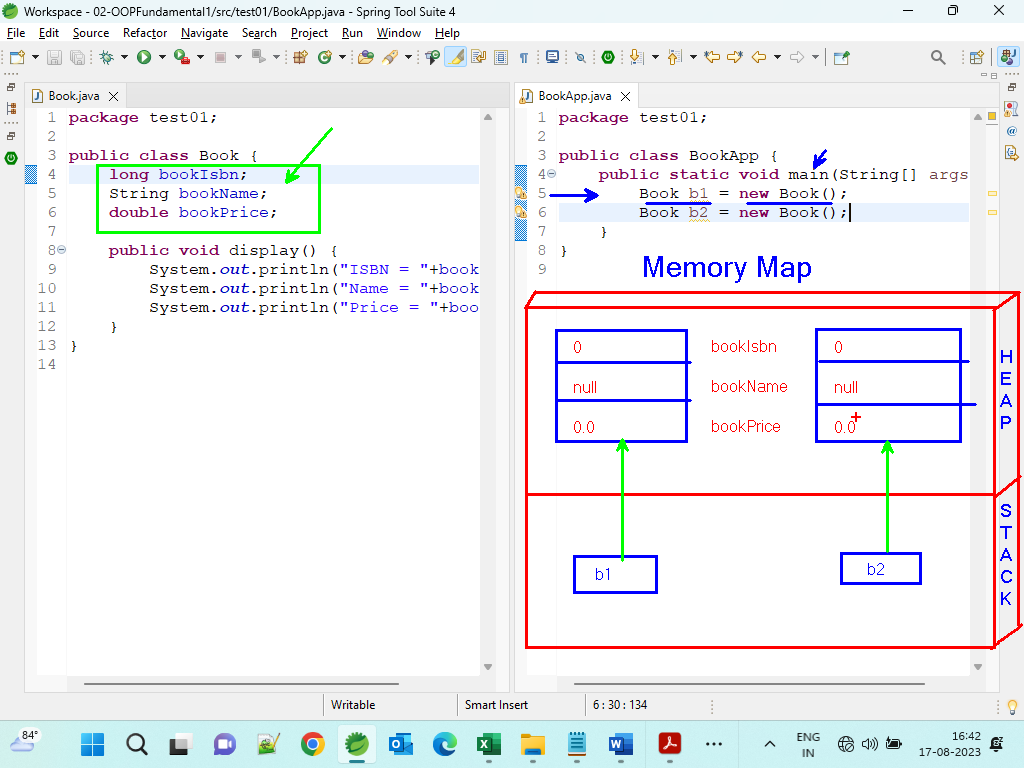 Workspace - 02-OOPFundamental1/src/test01/BookApp.java - Spring Tool Suite 4
File Edit Source Refactor Navigate Search Project Run Window Help
Book.java
1 package test01;
2
3 public class Book {
4 long bookIsbn;
5 String bookName;
6 double bookPrice;
7
8 public void display() {
9 System.out.println("ISBN = "+book
10 System.out.println("Name = "+book
11 System.out.println("Price = "+boo
12 }
13 }
14
BookApp.java
1 package test01;
2
3 public class BookApp {
4 public static void main(String[] args
5 Book b1 = new Book();
6 Book b2 = new Book();
7 }
8 }
9
Memory Map
0 bookIsbn 0
null bookName null
0.0 bookPrice 0.0
HEAP
b1 b2
STACK
Writable Smart Insert 6 : 30 : 134
84°
ENG
IN
16:42
17-08-2023